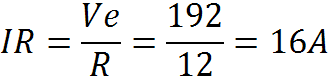 IR = Ve/R = 192/12 = 16A